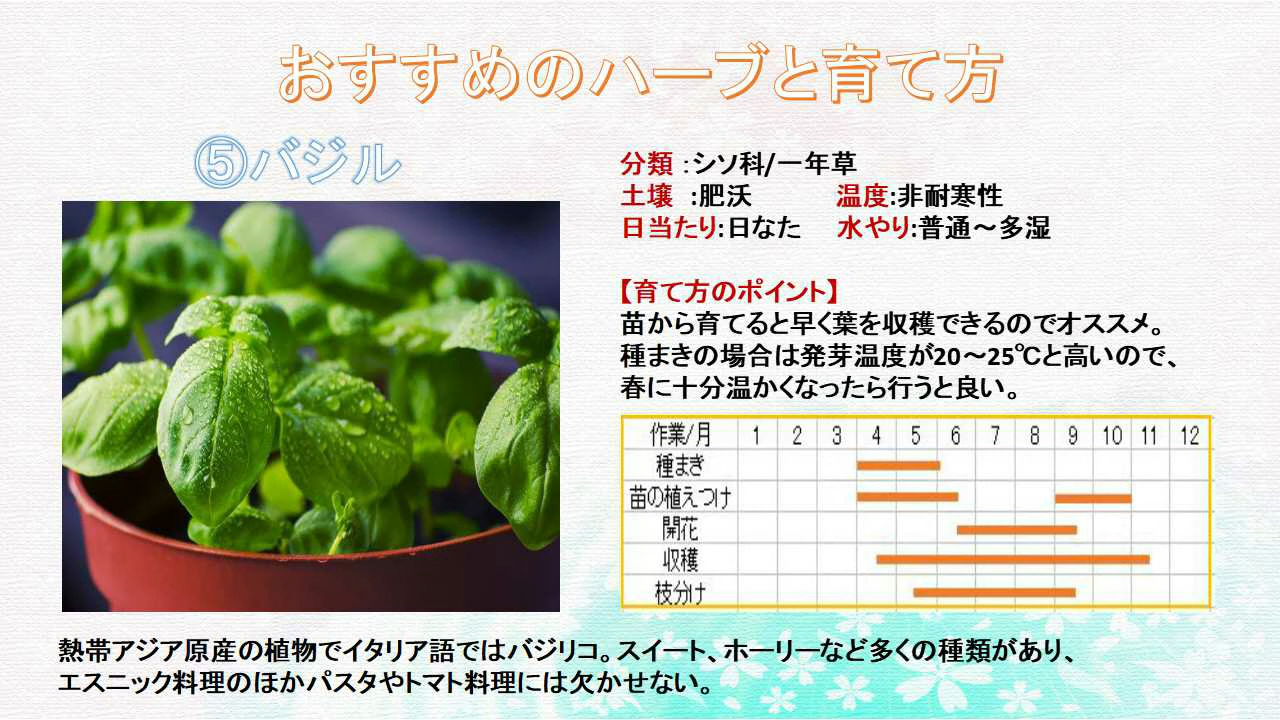 おすすめのハーブと育て方
⑤バジル
分類 :シソ科/一年草
土壌 :肥沃 温度:非耐寒性
日当たり:日なた 水やり:普通～多湿
【育て方のポイント】
苗から育てると早く葉を収穫できるのでオススメ。
種まきの場合は発芽温度が20～25℃と高いので、
春に十分温かくなったら行うと良い。
作業/月 1 2 3 4 5 6 7 8 9 10 11 12
種まき
苗の植えつけ
開花
収穫
枝分け
熱帯アジア原産の植物でイタリア語ではバジリコ。スイート、ホーリーなど多くの種類があり、
エスニック料理のほかパスタやトマト料理には欠かせない。